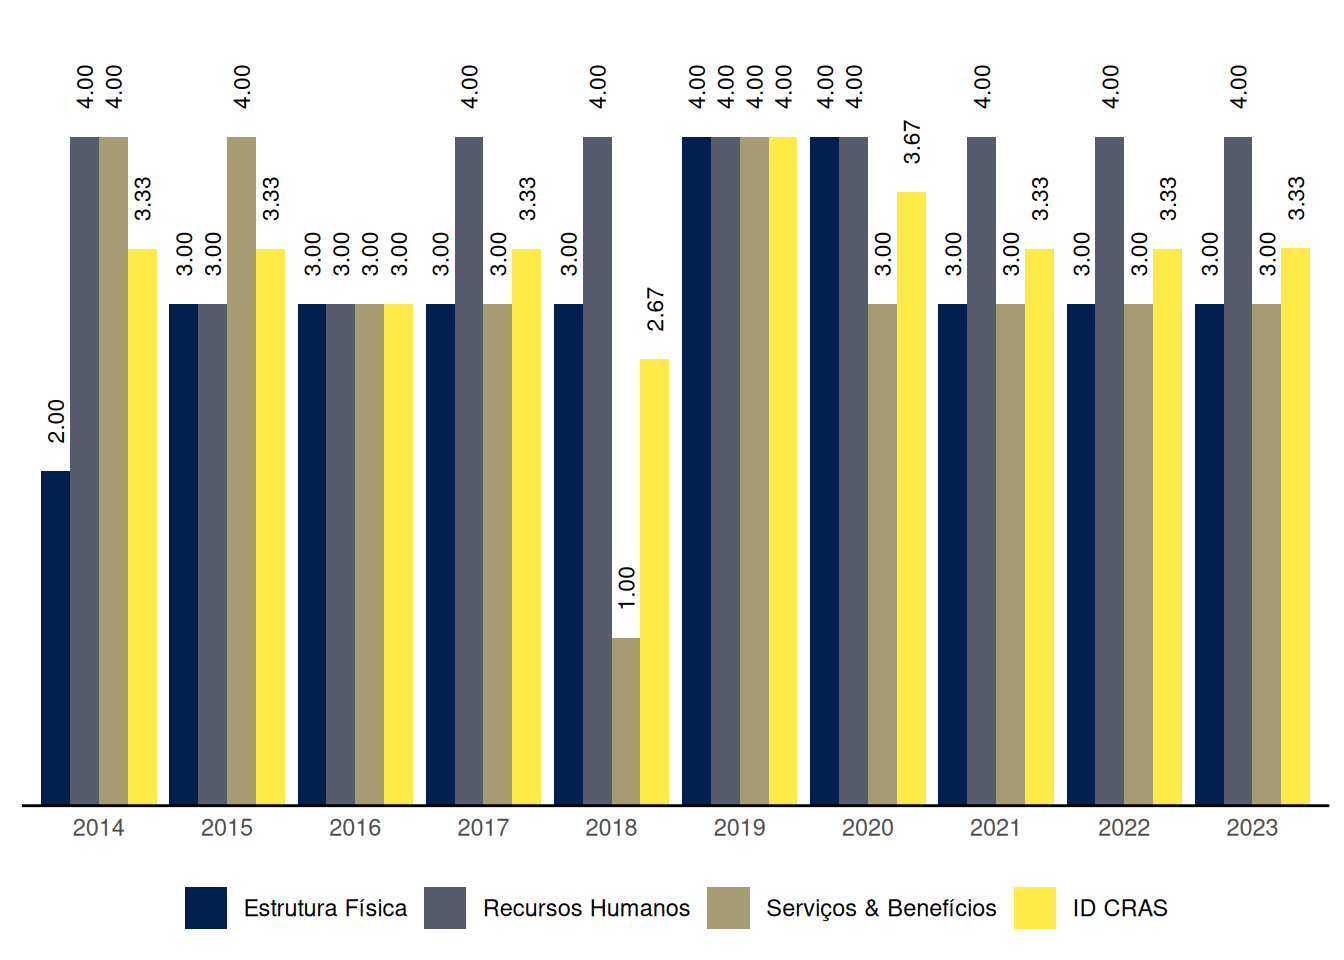 4.00 4.00 4.00 4.00 4.00 4.00 4.00 4.00 4.00 4.00 4.00 4.00 4.00 4.00
3.67
3.33 3.33 3.33 3.33 3.33 3.33
3.00 3.00 3.00 3.00 3.00 3.00 3.00 3.00 3.00 3.00 3.00 3.00 3.00 3.00 3.00 3.00
2.67
2.00
1.00
2014 2015 2016 2017 2018 2019 2020 2021 2022 2023
Estrutura Física Recursos Humanos Serviços & Benefícios ID CRAS